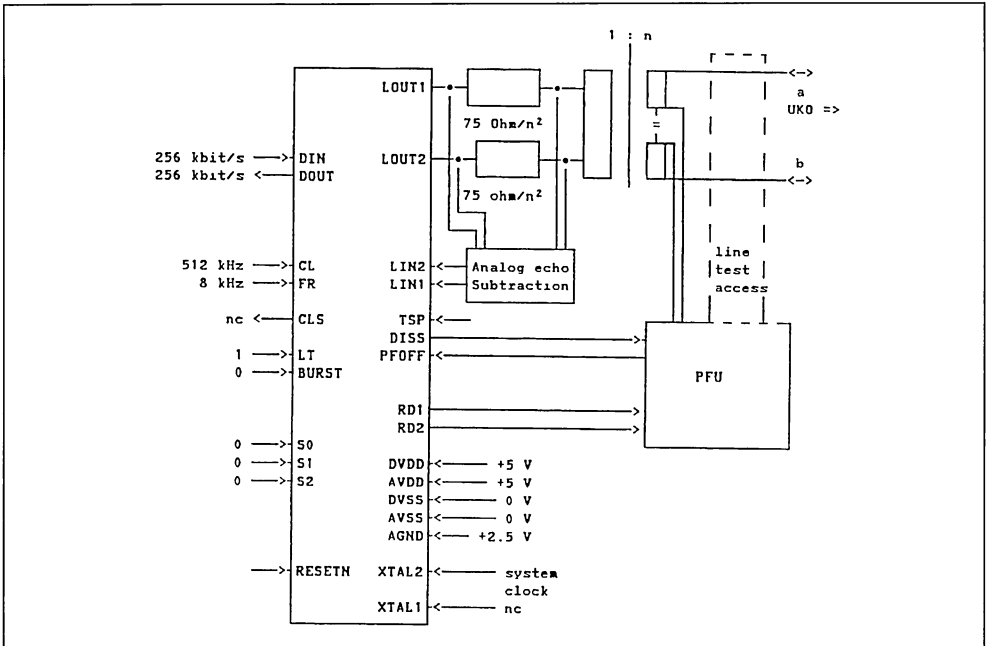 1 : n
LOUT1
<->
a
UK0 =>
75 Ohm/n²
=
256 kbit/s —> DIN
LOUT2
b
256 kbit/s <— DOUT
<->
75 ohm/n²
line
test
access
512 kHz —> CL
LIN2
Analog echo
8 kHz —> FR
LIN1
Subtraction
nc <— CLS
TSP
DISS
1 —> LT
PFOFF
0 —> BURST
PFU
RD1
RD2
0 —> S0
0 —> S1
DVDD <— +5 V
0 —> S2
AVDD <— +5 V
DVSS <— 0 V
AVSS <— 0 V
AGND <— +2.5 V
—> RESETN
XTAL2 <— system
clock
XTAL1 <— nc